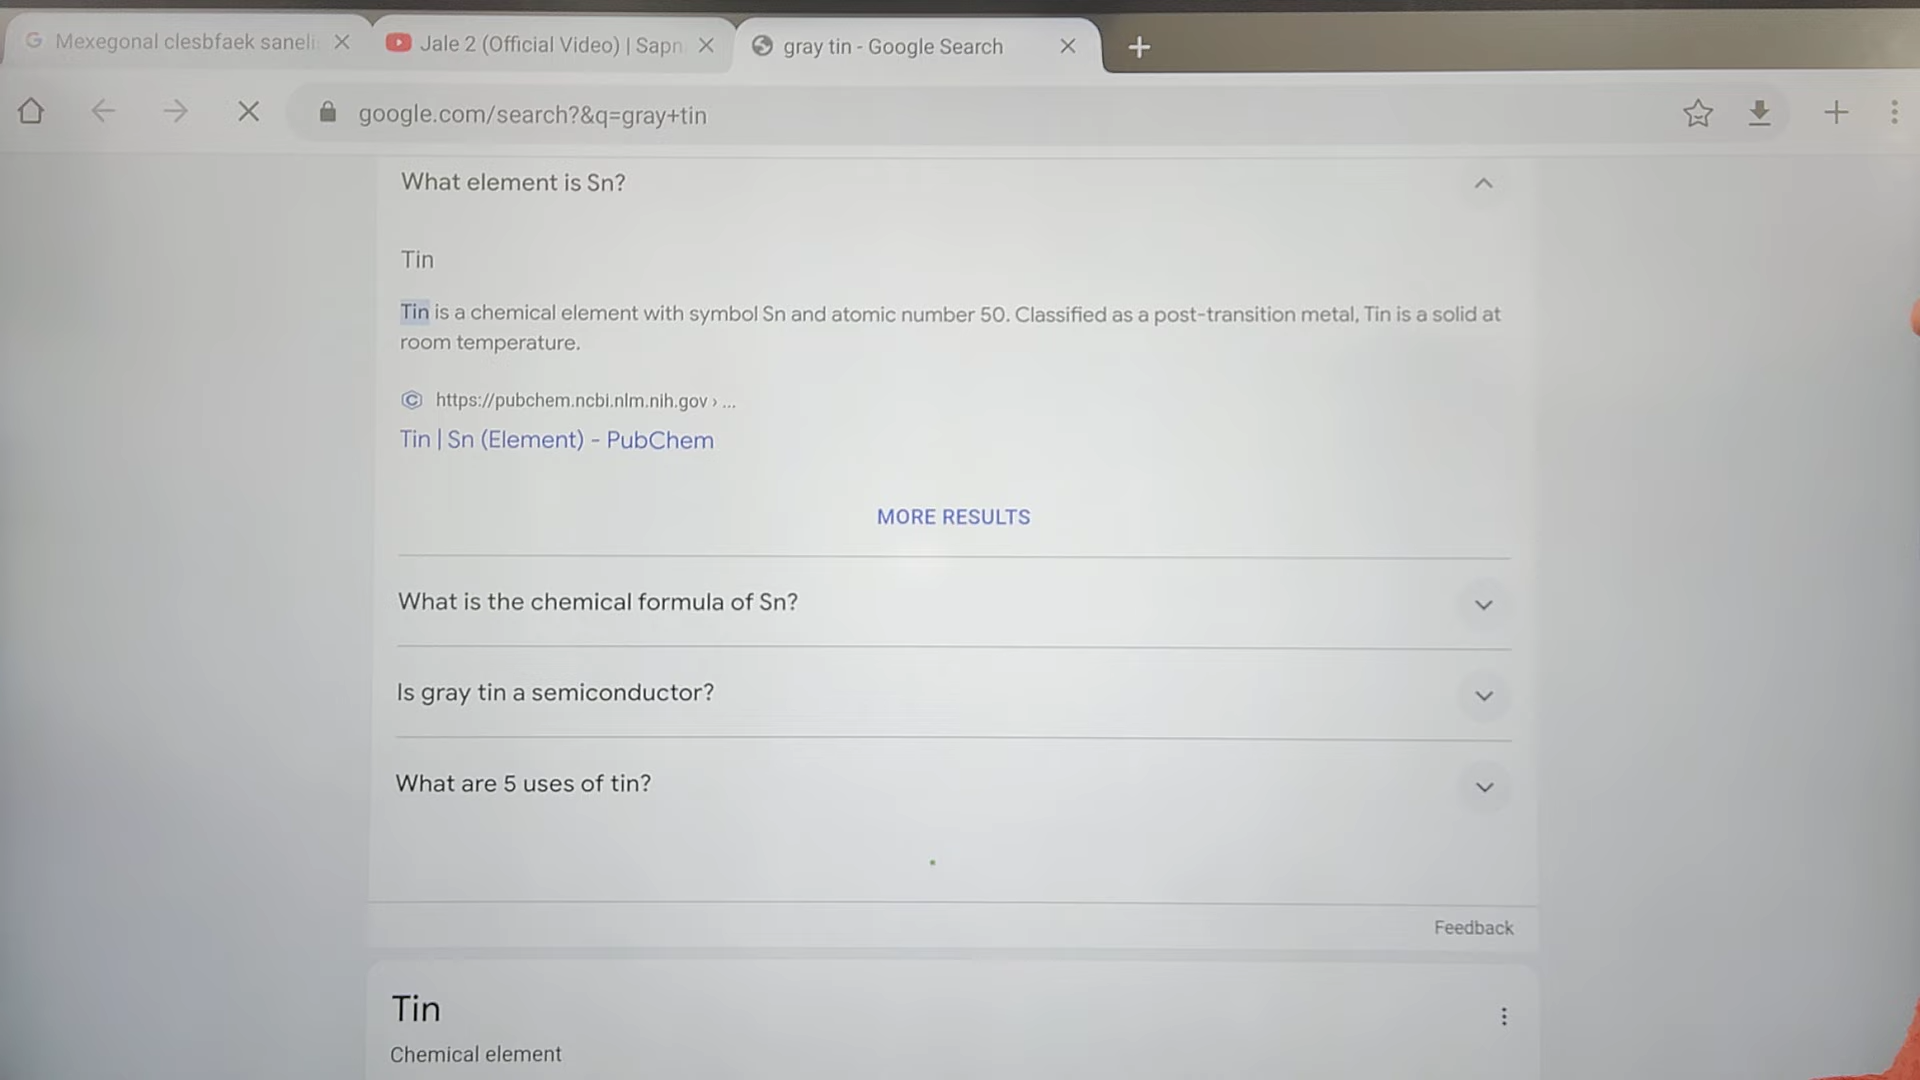 Mexegonal clesbfaek saneli
Jale 2 (Official Video) | Sapn
gray tin - Google Search
google.com/search?&q=gray+tin
What element is Sn?
Tin
Tin is a chemical element with symbol Sn and atomic number 50. Classified as a post-transition metal, Tin is a solid at
room temperature.
https://pubchem.ncbi.nlm.nih.gov › ...
Tin | Sn (Element) - PubChem
MORE RESULTS
What is the chemical formula of Sn?
Is gray tin a semiconductor?
What are 5 uses of tin?
Feedback
Tin
Chemical element